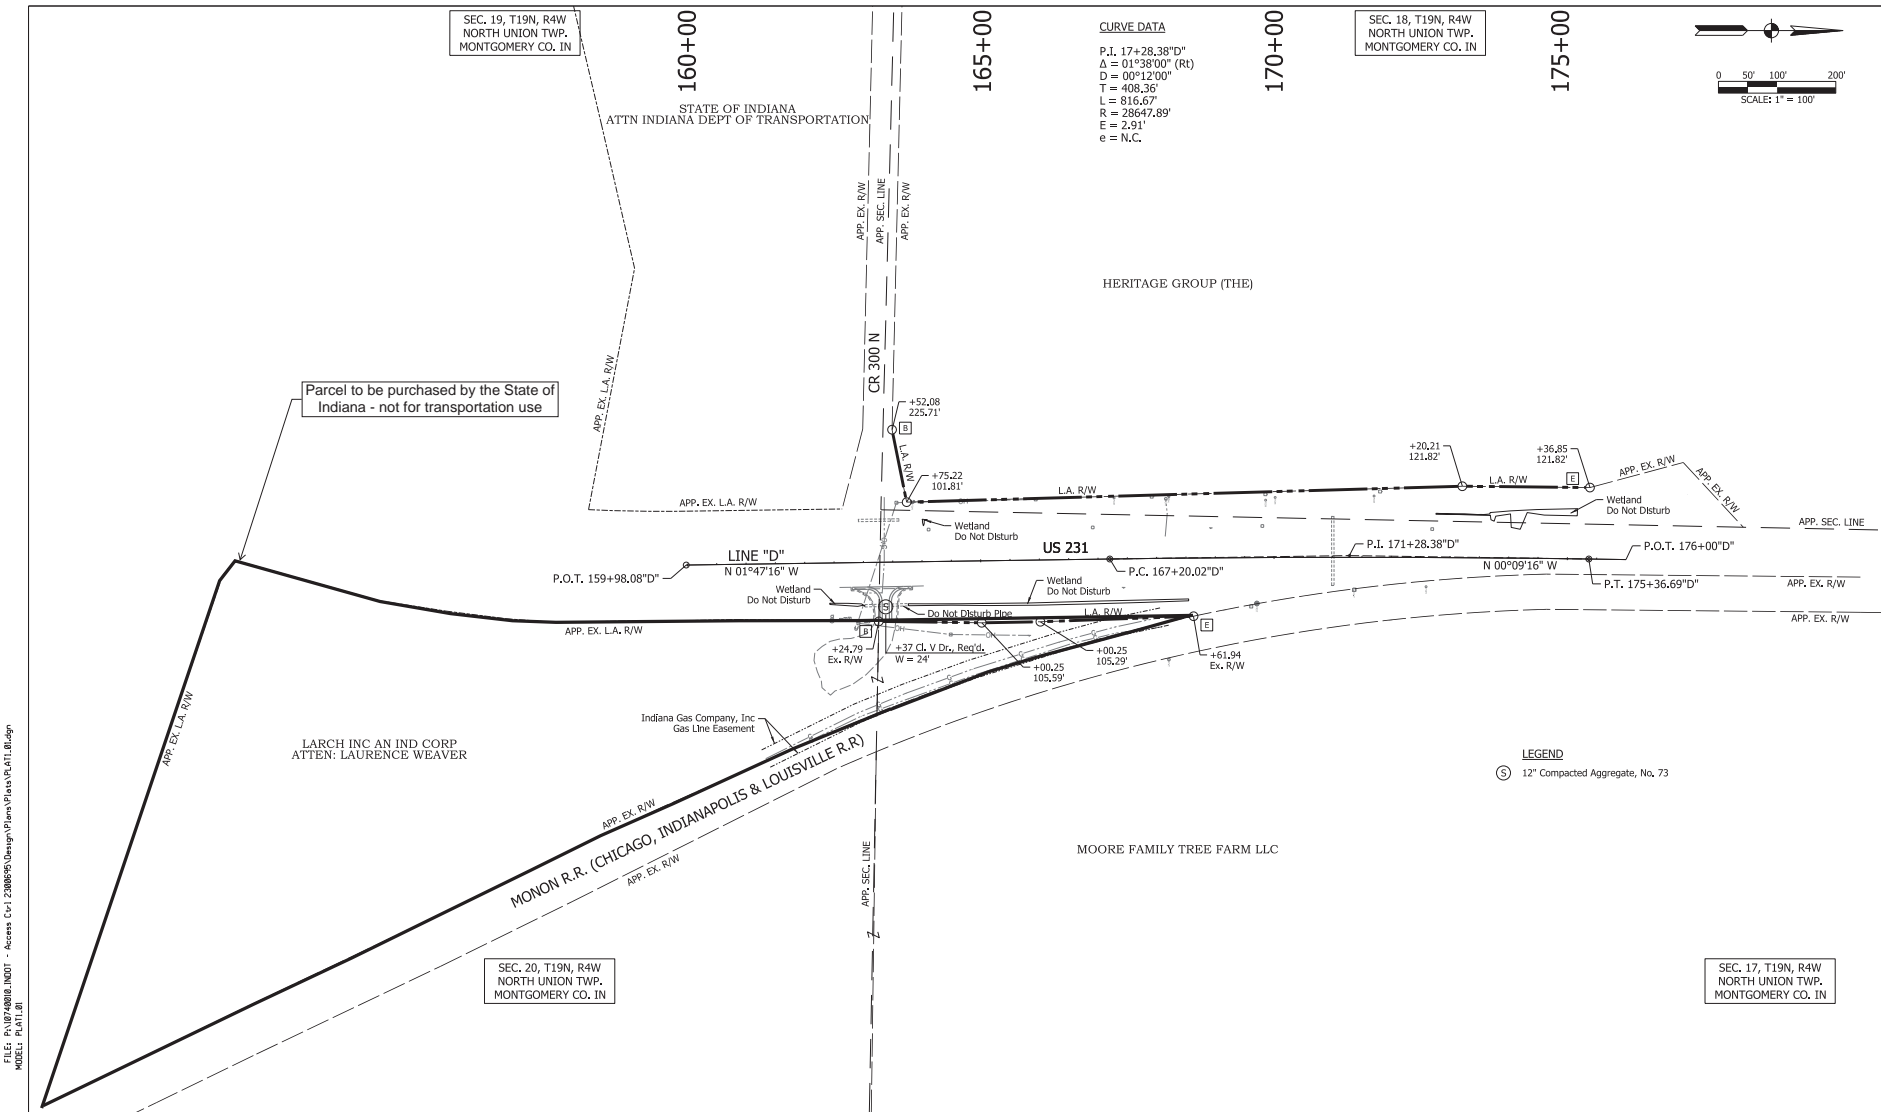 SEC. 19, T19N, R4W
NORTH UNION TWP.
MONTGOMERY CO. IN
160+00
165+00
CURVE DATA
P.I. 17+28.38"D"
Δ = 01°38'00" (Rt)
D = 00°12'00"
T = 408.36'
L = 816.67'
R = 28647.89'
E = 2.91'
e = N.C.
170+00
SEC. 18, T19N, R4W
NORTH UNION TWP.
MONTGOMERY CO. IN
175+00
0 50' 100' 200'
SCALE: 1" = 100'
STATE OF INDIANA
ATTN INDIANA DEPT OF TRANSPORTATION
APP. EX. R/W
APP. SEC. LINE
APP. EX. R/W
HERITAGE GROUP (THE)
CR 300 N
APP. EX. L.A. R/W
Parcel to be purchased by the State of
Indiana - not for transportation use
+52.08
225.71'
B
L.A. R/W
+75.22
101.81'
L.A. R/W
+20.21
121.82'
L.A. R/W
+36.85
121.82'
E
APP. EX. R/W
APP. EX. R/W
APP. EX. L.A. R/W
Wetland
Do Not Disturb
Wetland
Do Not Disturb
APP. SEC. LINE
LINE "D"
N 01°47'16" W
US 231
P.I. 171+28.38"D"
P.O.T. 176+00"D"
P.O.T. 159+98.08"D"
P.C. 167+20.02"D"
N 00°09'16" W
P.T. 175+36.69"D"
APP. EX. R/W
Wetland
Do Not Disturb
Wetland
Do Not Disturb
S
Do Not Disturb Pipe
L.A. R/W
APP. EX. R/W
APP. EX. L.A. R/W
B
+24.79
Ex. R/W
+37 Cl. V Dr., Req'd.
W = 24'
+00.25
105.59'
+00.25
105.29'
E
+61.94
Ex. R/W
APP. EX. L.A. R/W
Indiana Gas Company, Inc
Gas Line Easement
LARCH INC AN IND CORP
ATTEN: LAURENCE WEAVER
APP. EX. R/W
MONON R.R. (CHICAGO, INDIANAPOLIS & LOUISVILLE R.R)
APP. EX. R/W
APP. SEC. LINE
LEGEND
S 12" Compacted Aggregate, No. 73
MOORE FAMILY TREE FARM LLC
SEC. 20, T19N, R4W
NORTH UNION TWP.
MONTGOMERY CO. IN
SEC. 17, T19N, R4W
NORTH UNION TWP.
MONTGOMERY CO. IN
MODEL: PLAT1.01